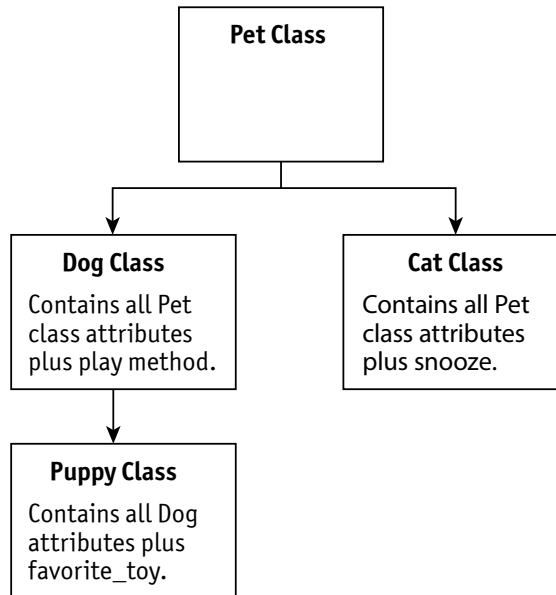 Pet Class
Dog Class
Contains all Pet
class attributes
plus play method.
Cat Class
Contains all Pet
class attributes
plus snooze.
Puppy Class
Contains all Dog
attributes plus
favorite_toy.